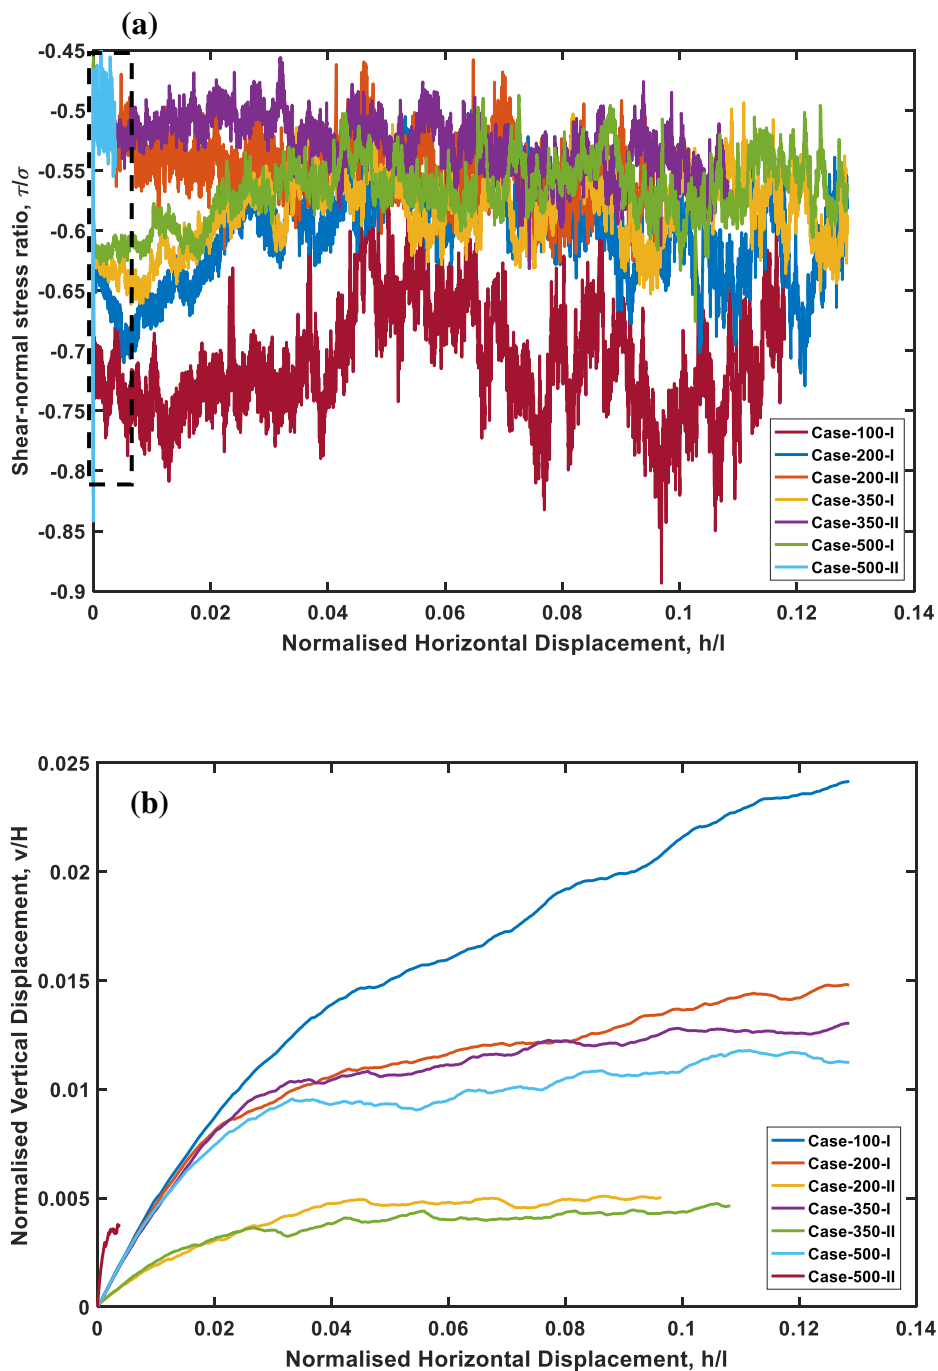 (a)
-0.45
-0.5
-0.55
-0.6
-0.65
-0.7
-0.75
-0.8
-0.85
-0.9
Shear-normal stress ratio, τ/σ
Case-100-I
Case-200-I
Case-200-II
Case-350-I
Case-350-II
Case-500-I
Case-500-II
0 0.02 0.04 0.06 0.08 0.1 0.12 0.14
Normalised Horizontal Displacement, h/l
(b)
0.025
0.02
0.015
0.01
0.005
0
Normalised Vertical Displacement, v/H
Case-100-I
Case-200-I
Case-200-II
Case-350-I
Case-350-II
Case-500-I
Case-500-II
0 0.02 0.04 0.06 0.08 0.1 0.12 0.14
Normalised Horizontal Displacement, h/l